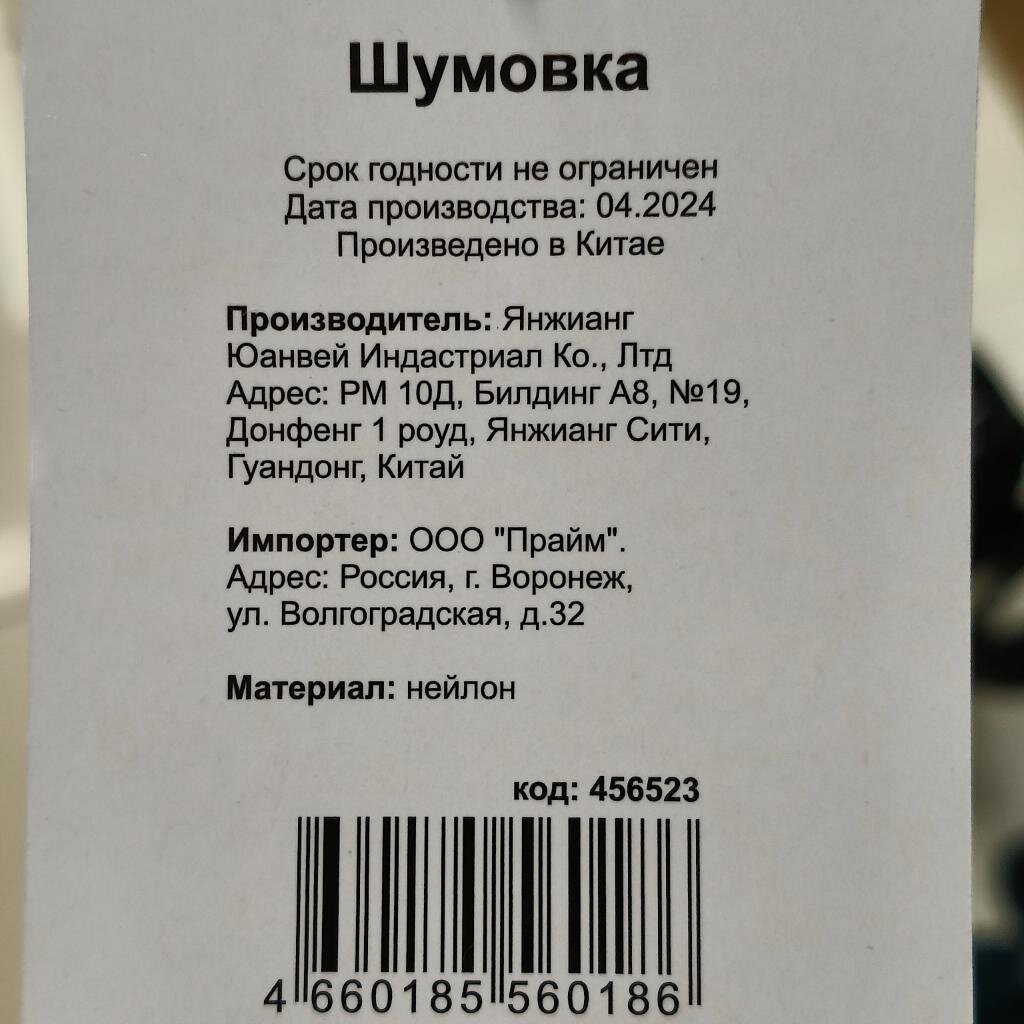 Шумовка
Срок годности не ограничен
Дата производства: 04.2024
Произведено в Китае
Производитель: Янжианг
Юанвей Индастриал Ко., Лтд
Адрес: РМ 10Д, Билдинг А8, №19,
Донфенг 1 роуд, Янжианг Сити,
Гуандонг, Китай
Импортер: ООО "Прайм".
Адрес: Россия, г. Воронеж,
ул. Волгоградская, д.32
Материал: нейлон
код: 456523
4 660185 560186